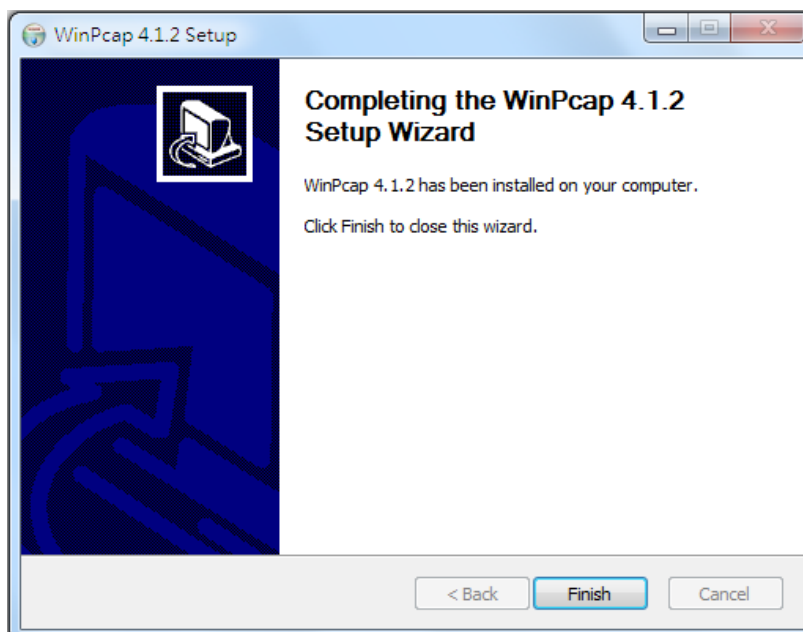 WinPcap 4.1.2 Setup
Completing the WinPcap 4.1.2
Setup Wizard
WinPcap 4.1.2 has been installed on your computer.
Click Finish to close this wizard.
< Back
Finish
Cancel